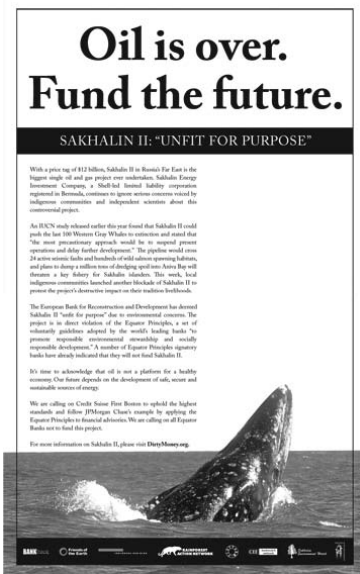 Oil is over.
Fund the future.
SAKHALIN II: “UNFIT FOR PURPOSE”
With a price tag of $12 billion, Sakhalin II in Russia's Far East is the
biggest single oil and gas project ever undertaken. Sakhalin Energy
Investment Company, a Shell-led limited liability corporation
registered in Bermuda, continues to ignore serious concerns voiced by
indigenous communities and independent scientists about this
controversial project.
An IUCN study released earlier this year found that Sakhalin II could
push the last 100 Western Gray Whales to extinction and stated that
"the most precautionary approach would be to suspend present
operations and delay further development." The pipeline would cross
24 active seismic faults and hundreds of wild salmon spawning habitats,
and plans to dump a million tons of dredging spoil into Aniva Bay will
threaten a key fishery for Sakhalin islanders. This week, local
indigenous communities launched another blockade of Sakhalin II to
protest the project's destructive impact on their tradition livelihoods.
The European Bank for Reconstruction and Development has deemed
Sakhalin II "unfit for purpose" due to environmental concerns. The
project is in direct violation of the Equator Principles, a set of
voluntarily guidelines adopted by the world's leading banks "to
promote responsible environmental stewardship and socially
responsible development." A number of Equator Principles signatory
banks have already indicated that they will not fund Sakhalin II.
It's time to acknowledge that oil is not a platform for a healthy
economy. Our future depends on the development of safe, secure and
sustainable sources of energy.
We are calling on Credit Suisse First Boston to uphold the highest
standards and follow JPMorgan Chase's example by applying the
Equator Principles to financial advisories. We are calling on all Equator
Banks not to fund this project.
For more information on Sakhalin II, please visit DirtyMoney.org.
BANK
Friends of
the Earth
RAINFOREST
ACTION NETWORK